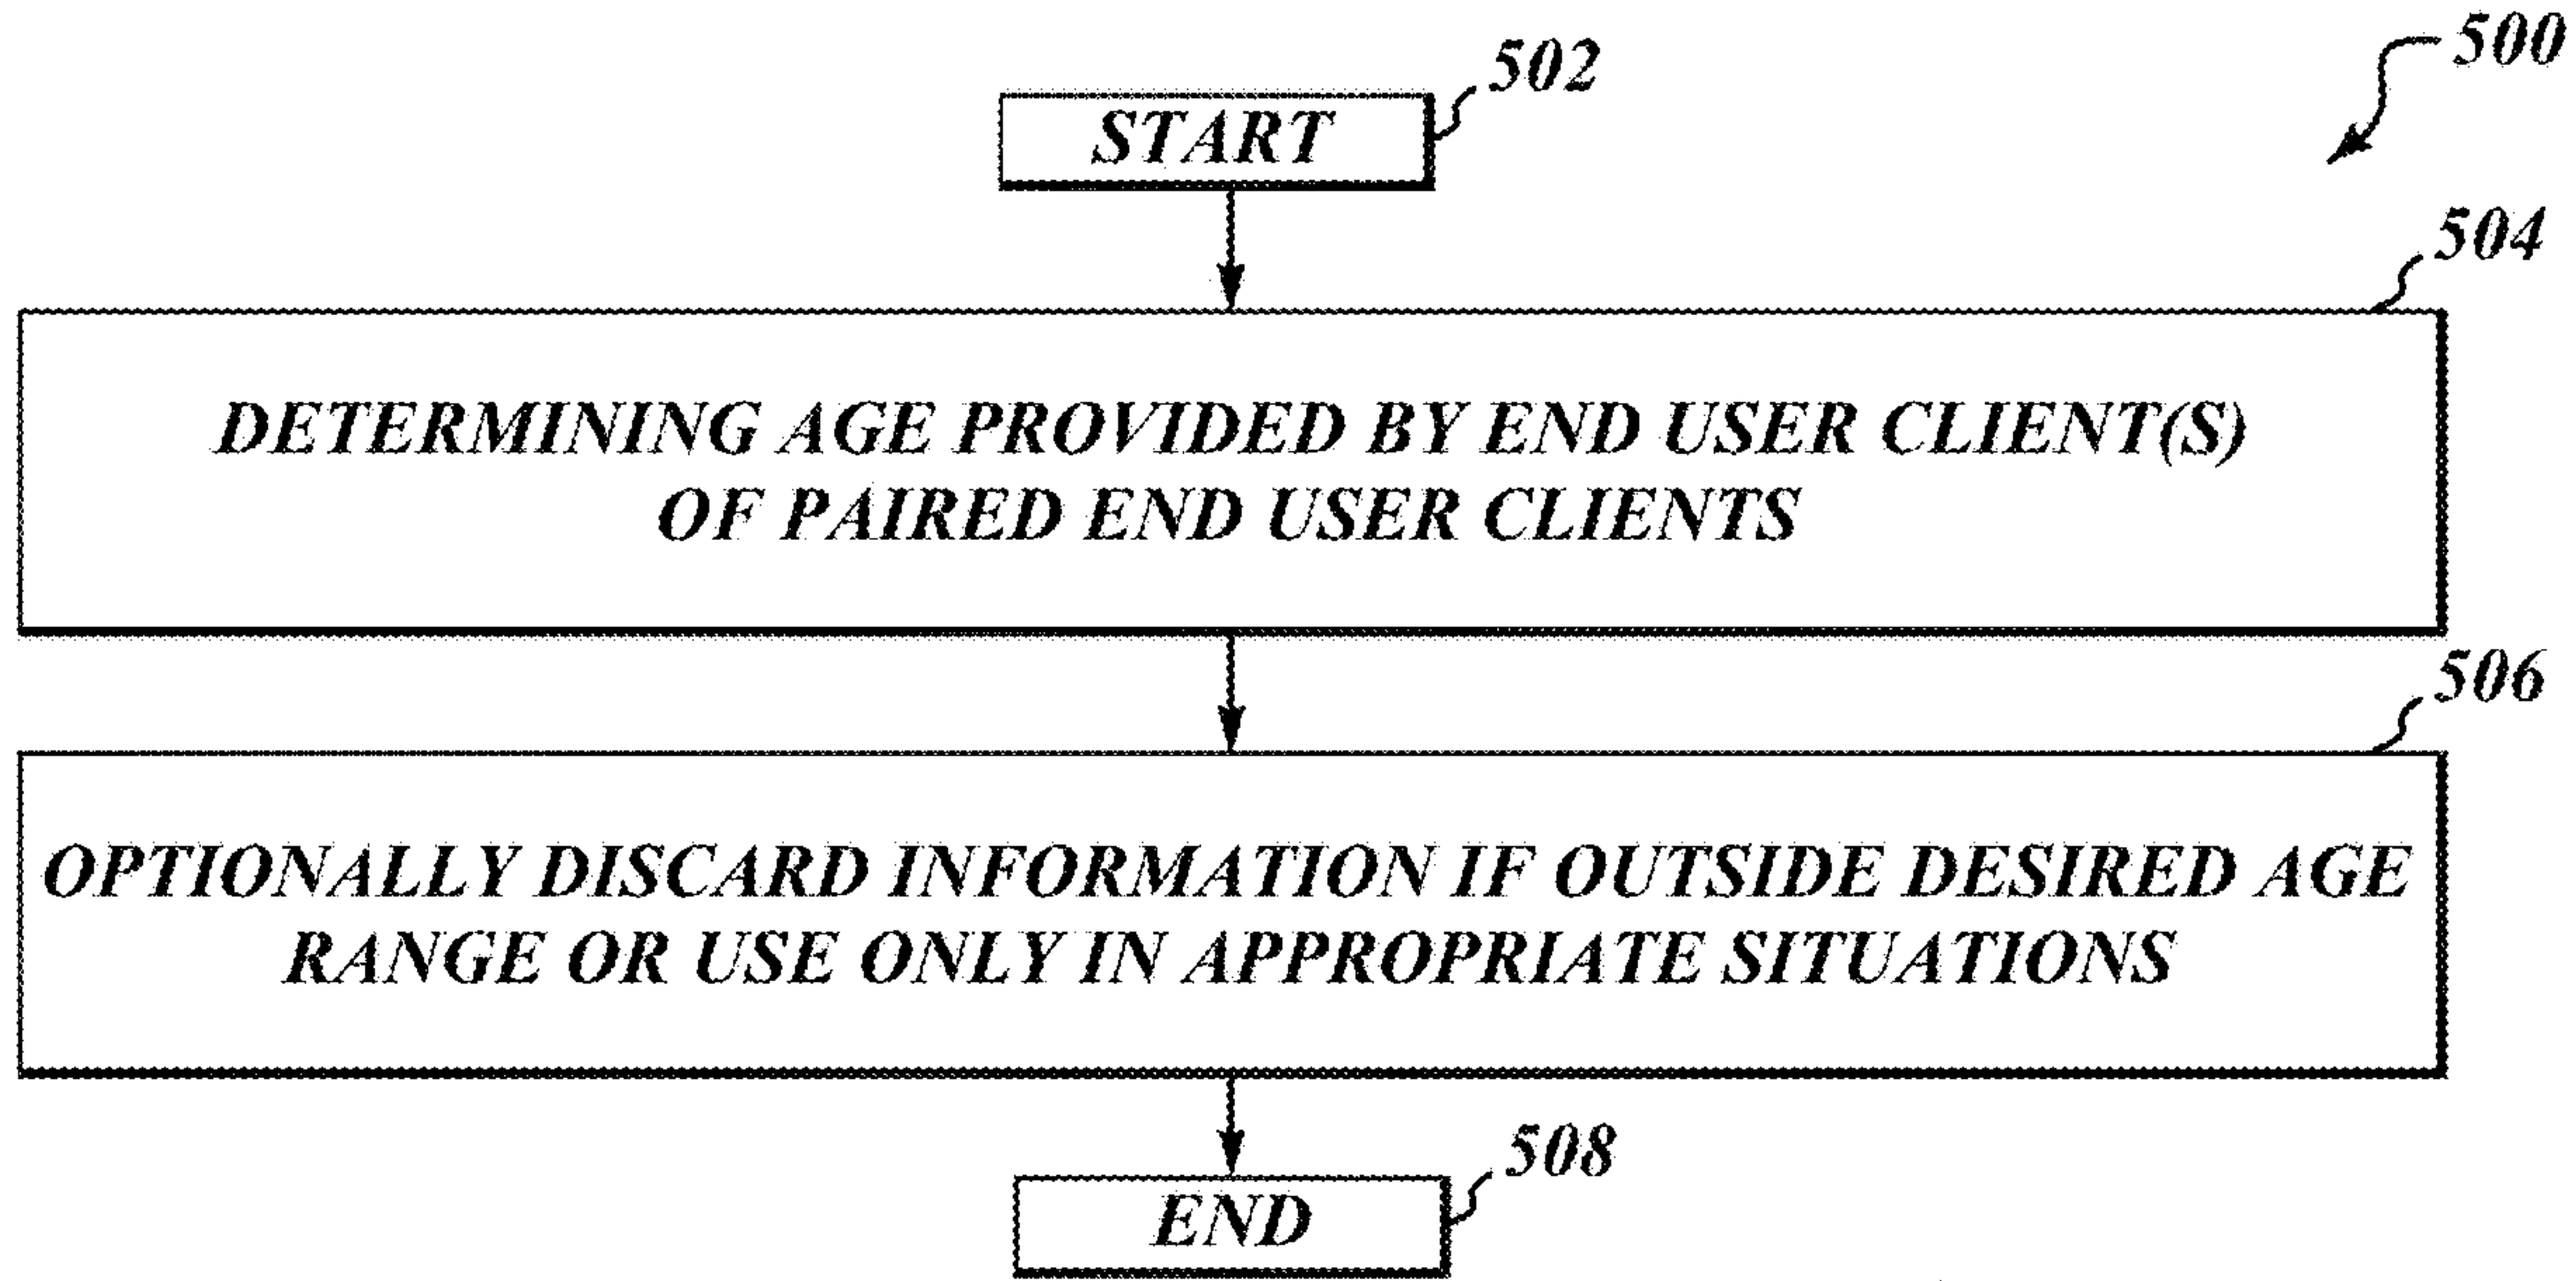 500
502
START
504
DETERMINING AGE PROVIDED BY END USER CLIENT(S)
OF PAIRED END USER CLIENTS
506
OPTIONALLY DISCARD INFORMATION IF OUTSIDE DESIRED AGE
RANGE OR USE ONLY IN APPROPRIATE SITUATIONS
508
END